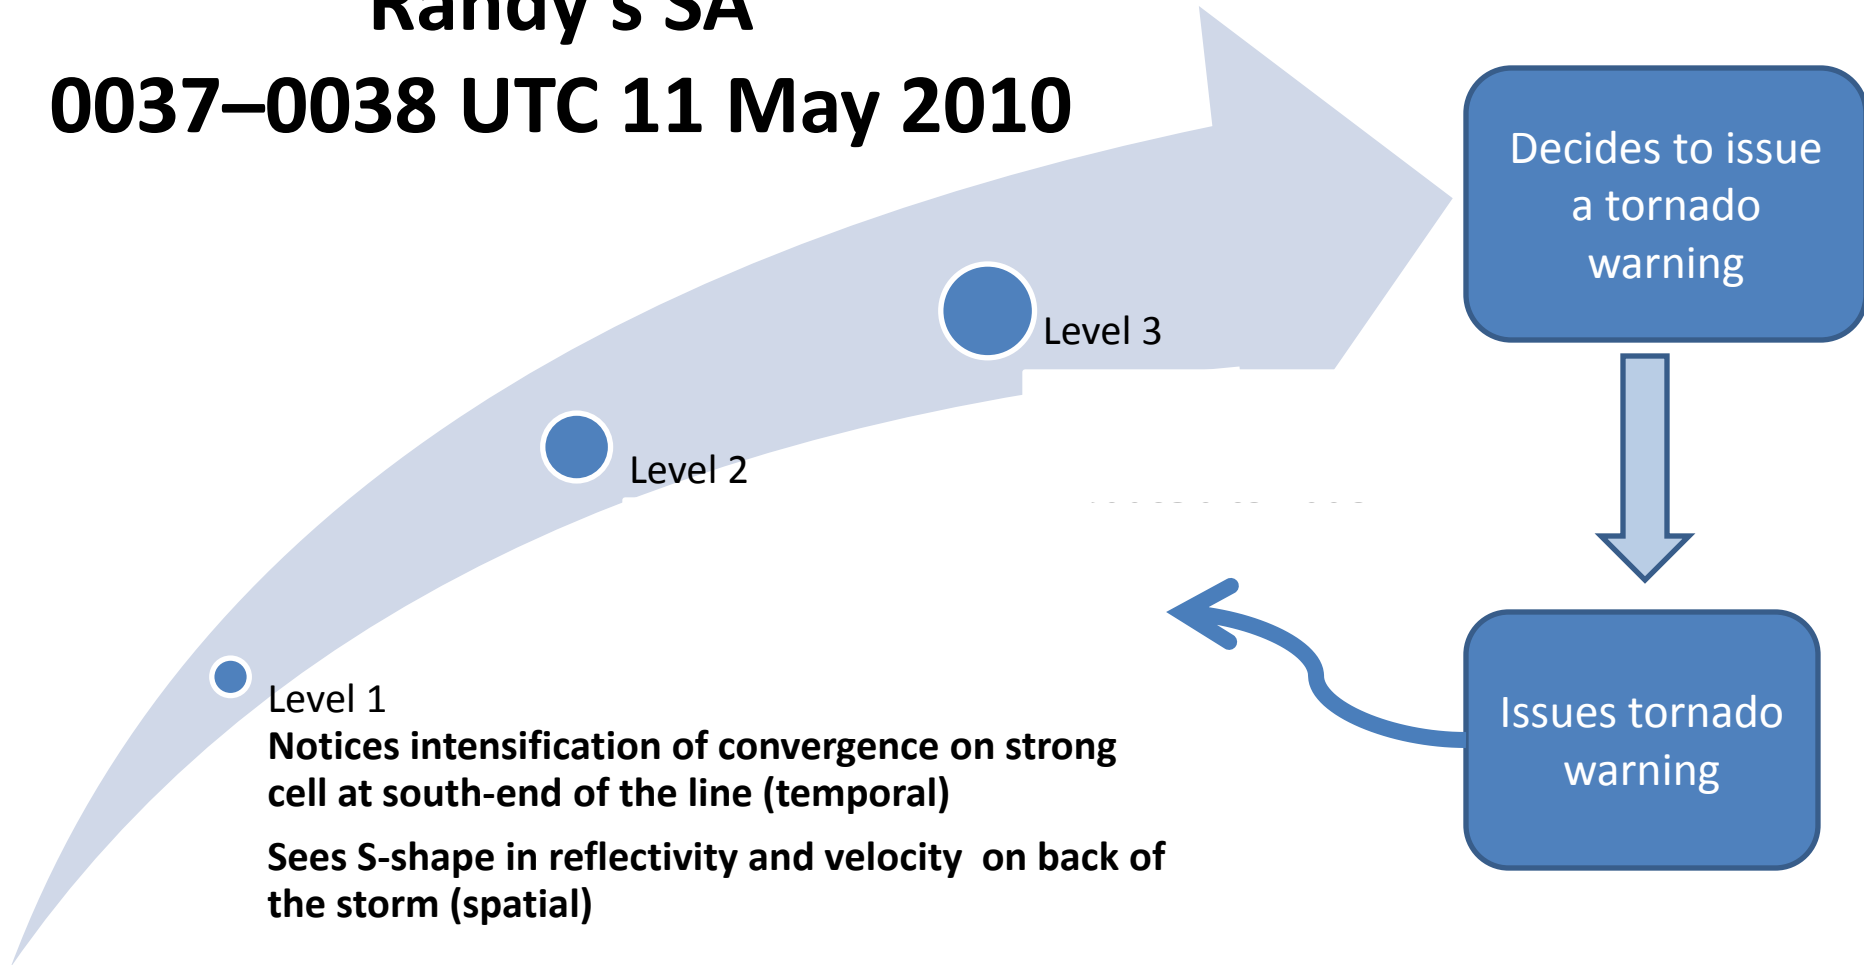 Randy's SA
0037–0038 UTC 11 May 2010
Decides to issue
a tornado
warning
Level 3
Level 2
Level 1
Notices intensification of convergence on strong
cell at south-end of the line (temporal)
Sees S-shape in reflectivity and velocity on back of
the storm (spatial)
Issues tornado
warning